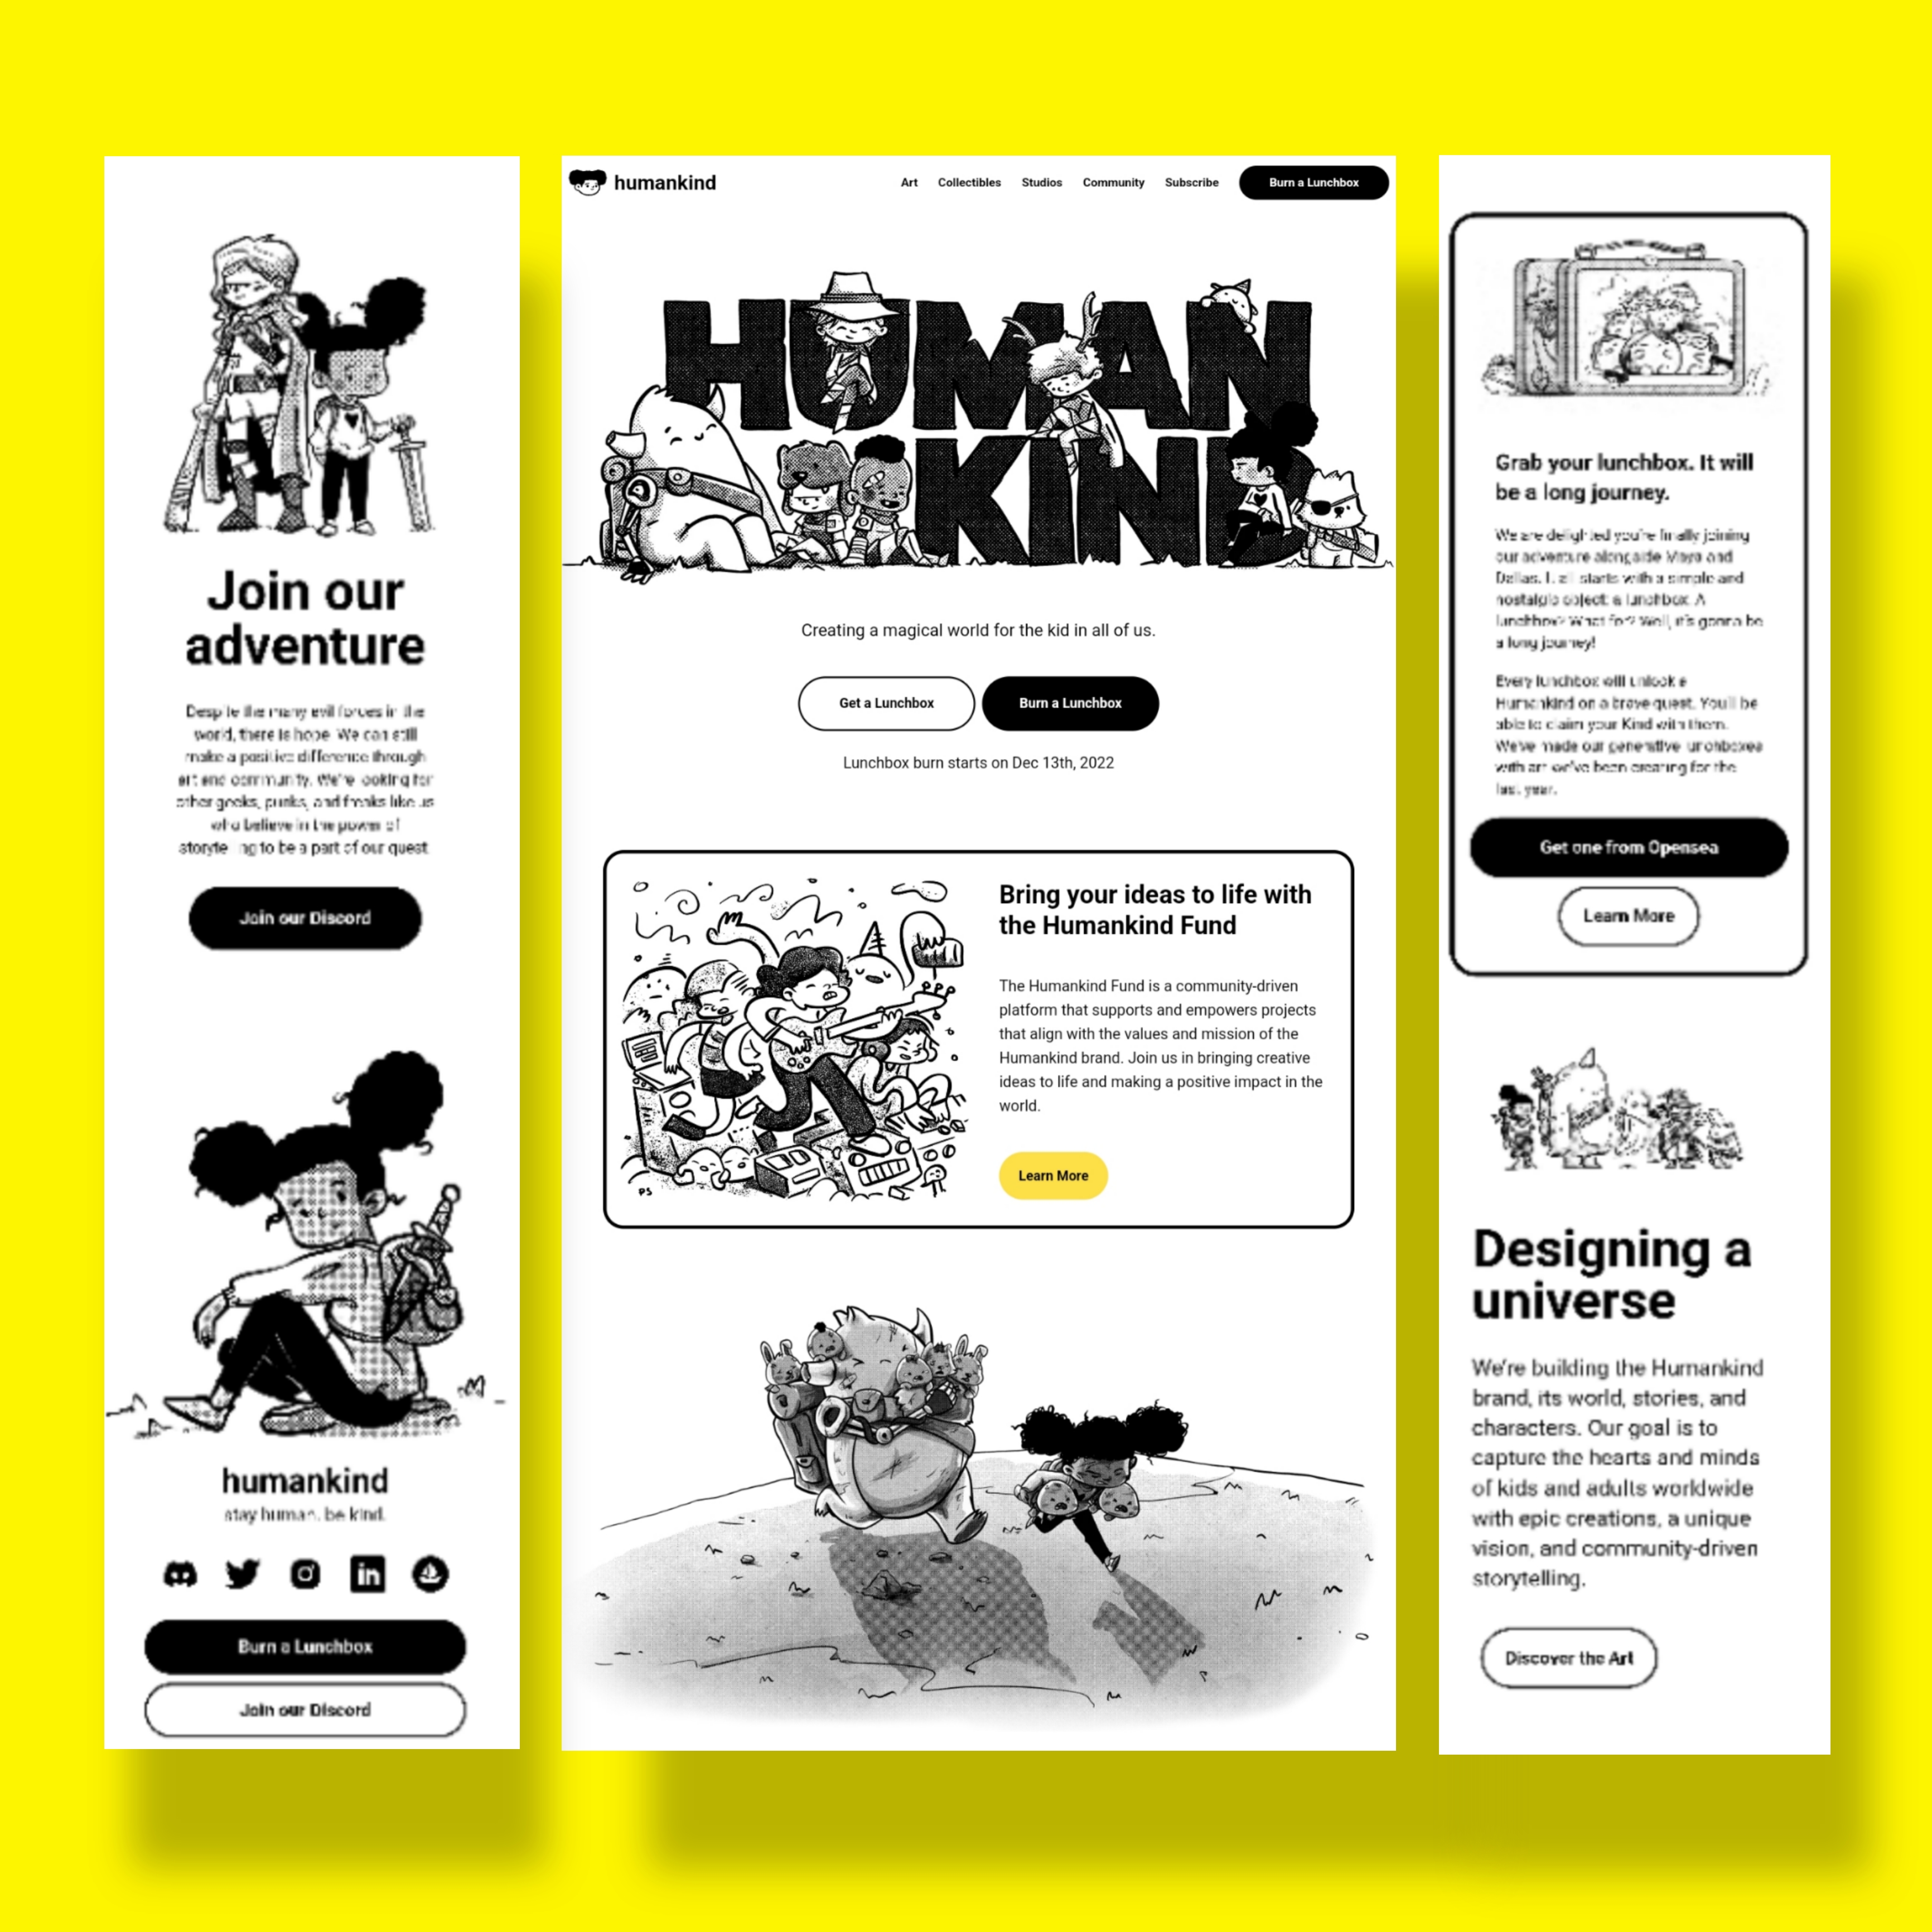 Join our
adventure
Despite the many evil forces in the
world, there is hope. We can still
make a positive difference through
art and community. We're looking for
other geeks, punks, and freaks like us
who believe in the power of
storytelling to be a part of our quest
Join our Discord
humankind
stay human. be kind.
in
Burn a Lunchbox
Join our Discord
humankind
Art Collectibles Studios Community Subscribe Burn a Lunchbox
HUMAN
KIND
Creating a magical world for the kid in all of us.
Get a Lunchbox Burn a Lunchbox
Lunchbox burn starts on Dec 13th, 2022
Bring your ideas to life with
the Humankind Fund
The Humankind Fund is a community-driven
platform that supports and empowers projects
that align with the values and mission of the
Humankind brand. Join us in bringing creative
ideas to life and making a positive impact in the
world.
Learn More
PS
Grab your lunchbox. It will
be a long journey.
We are delighted you're finally joining
our adventure alongside Maya and
Dallas. It all starts with a simple and
nostalgic object: a lunchbox. A
lunchbox? What for? Well, it's gonna be
a long journey!
Every lunchbox will unlock a
Humankind on a brave quest. You'll be
able to claim your Kind with them.
We've made our generative lunchboxes
with art we've been creating for the
last year.
Get one from Opensea
Learn More
Designing a
universe
We're building the Humankind
brand, its world, stories, and
characters. Our goal is to
capture the hearts and minds
of kids and adults worldwide
with epic creations, a unique
vision, and community-driven
storytelling.
Discover the Art